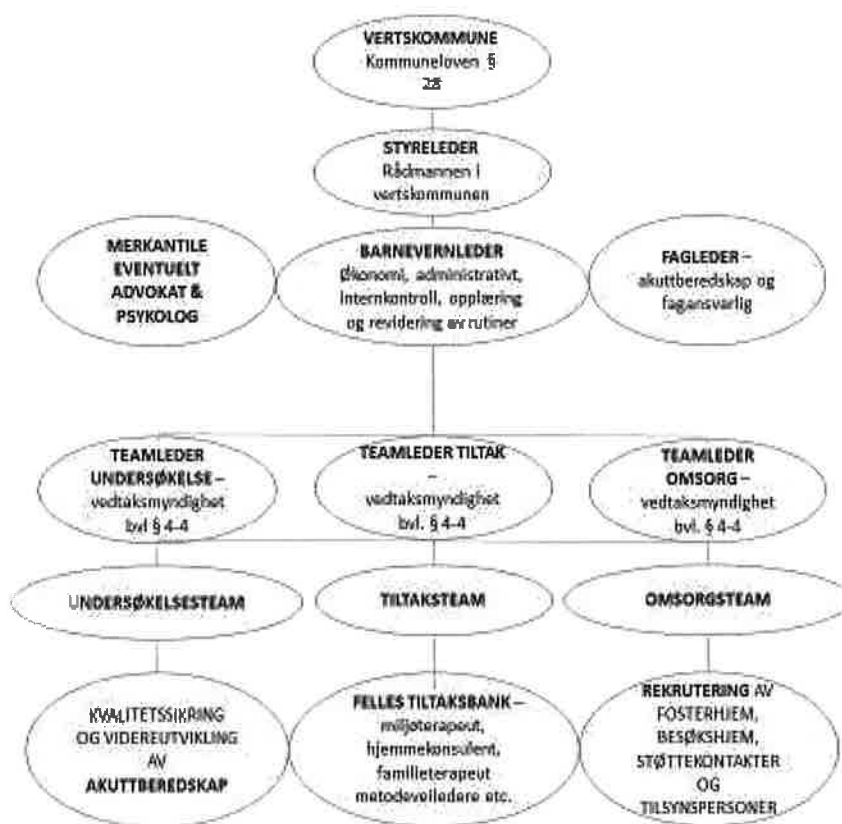 VERTSKOMMUNE
Kommuneloven §
STYRELEDER
Rådmannen i
vertskommunen
MERKANTILE
EVENTUELT
ADVOKAT &
PSYKOLOG
BARNEVERNLEDER
Økonomi, administrativt,
internkontroll, opplæring
og revidering av rutiner
FAGLEDER –
akuttberedskap og
fagansvarlig
TEAMLEDER
UNDERSØKELSE –
vedtaksmyndighet
bvl § 4-4
TEAMLEDER TILTAK
–
vedtaksmyndighet
bvl. § 4-4
TEAMLEDER
OMSORG –
vedtaksmyndighet
bvl. § 4-4
UNDERSØKELSESTEAM
TILTAKSTEAM
OMSORGSTEAM
KVALITETSSIKRING
OG VIDEREUTVIKLING
AV
AKUTTBEREDSKAP
FELLES TILTAKSBANK –
miljøterapeut,
hjemmekonsulent,
familieterapeut
metodeveiledere etc.
REKRUTERING AV
FOSTERHJEM,
BESØKSHJEM,
STØTTEKONTAKTER
OG
TILSYNSPERSONER